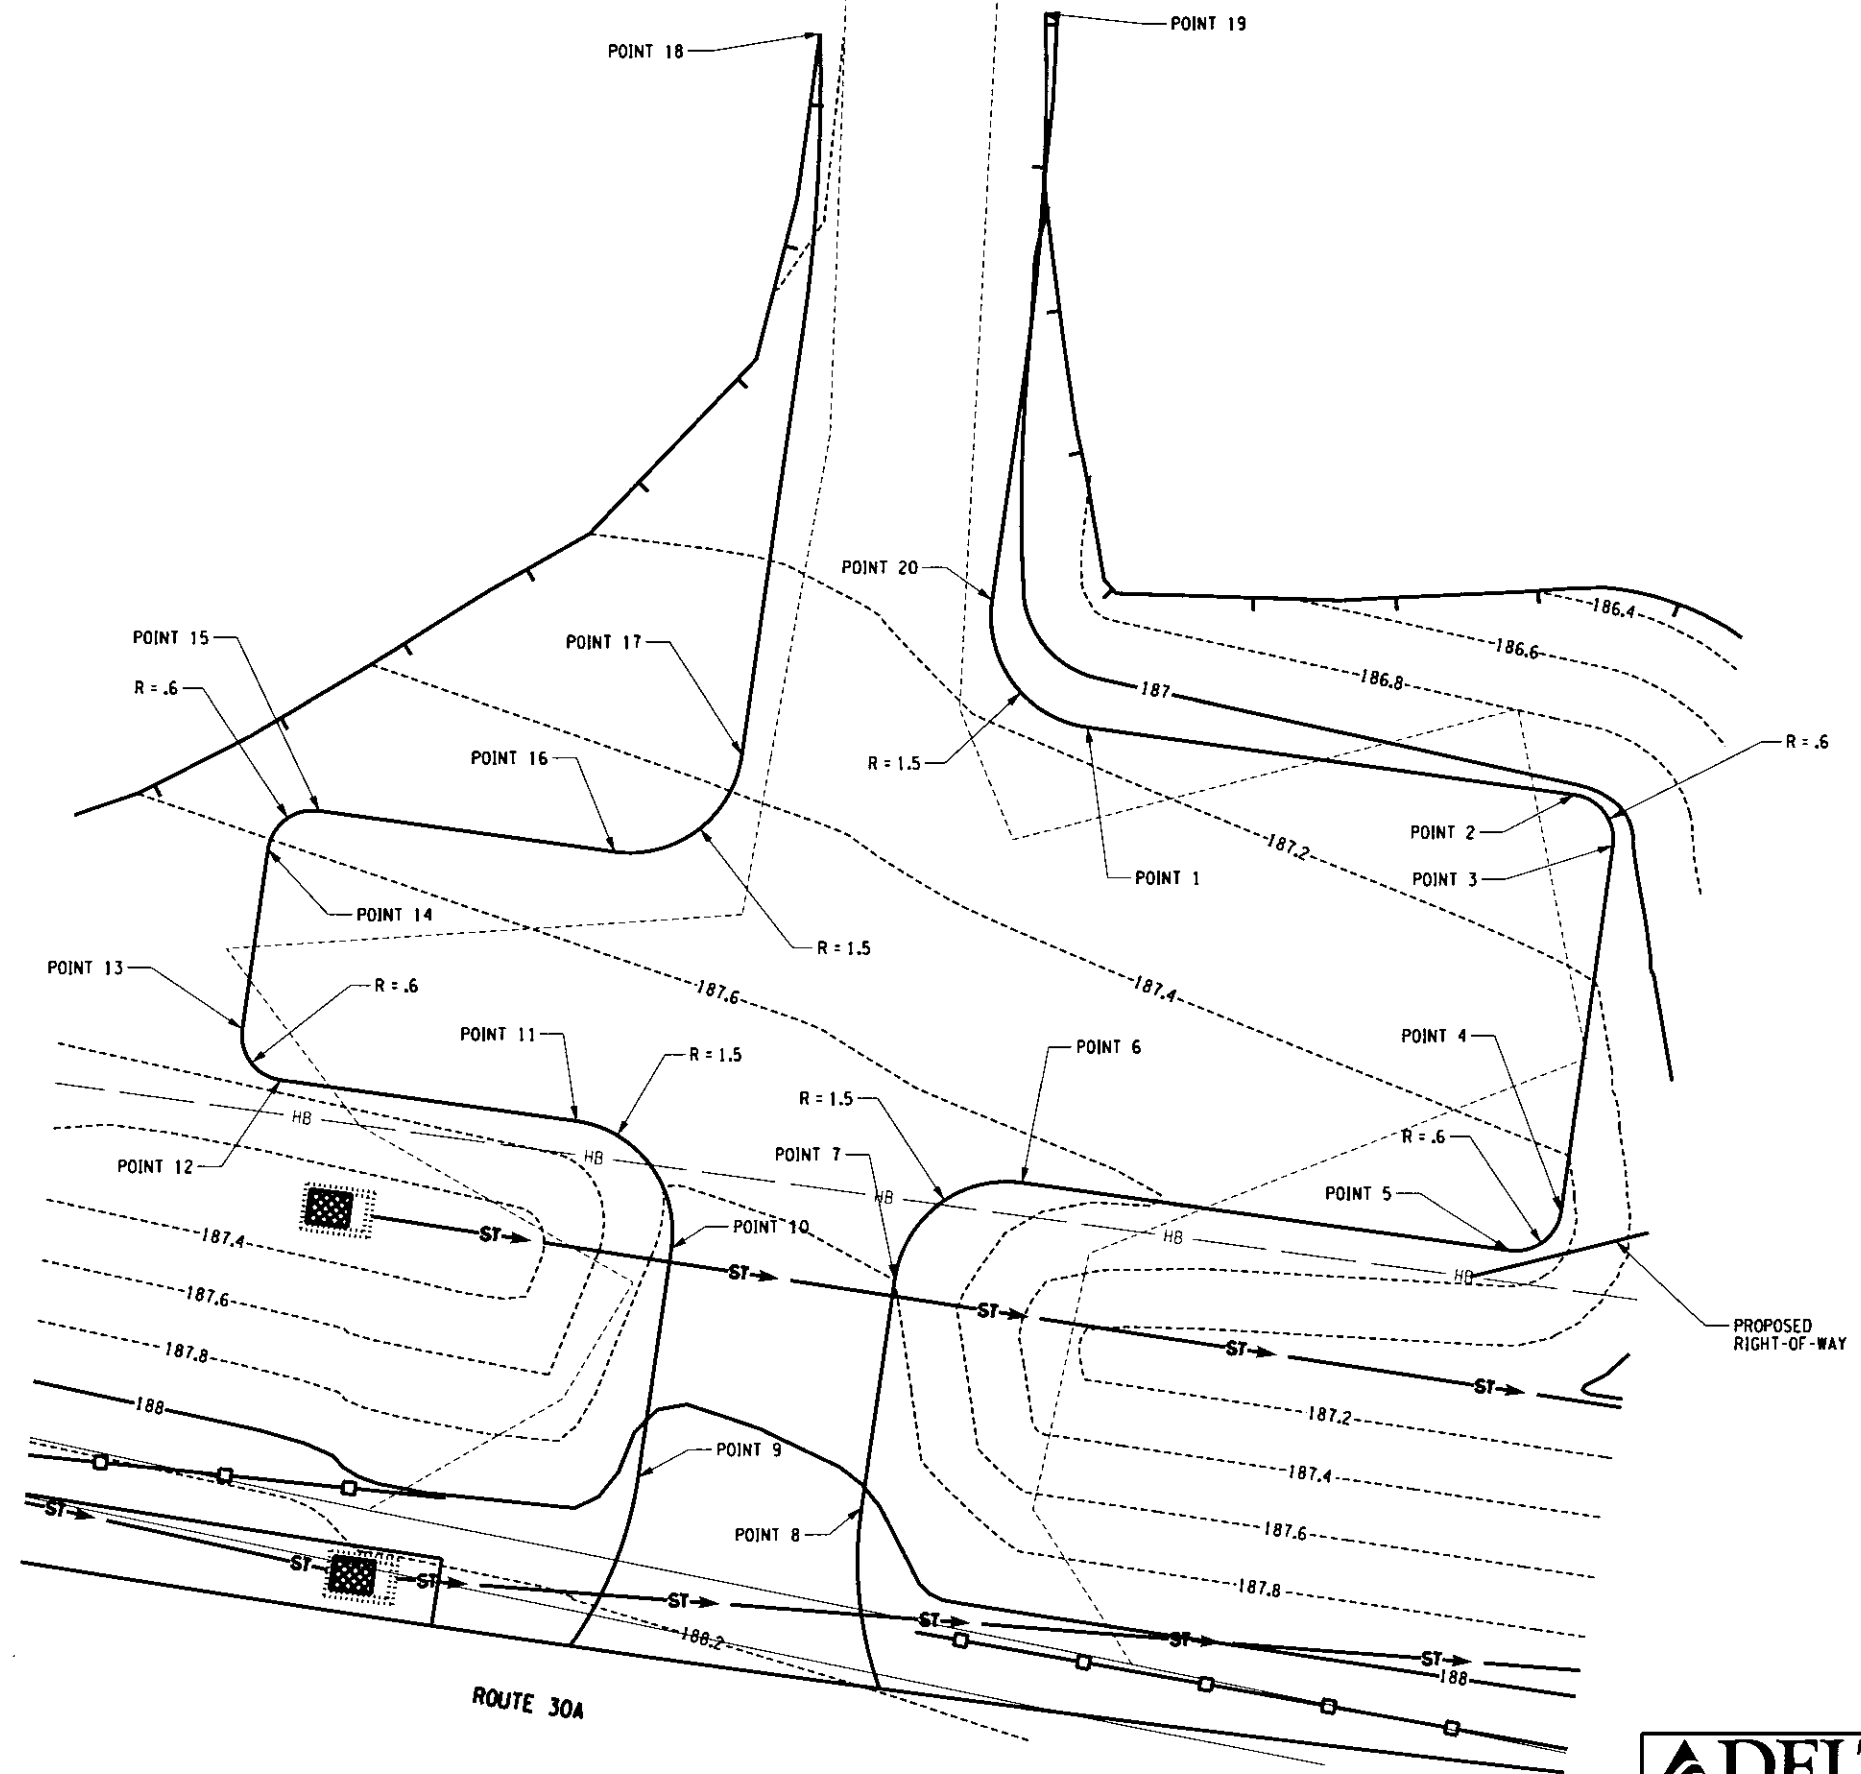 POINT 19
POINT 18
POINT 20
186.4
POINT 15
POINT 17
186.6
186.8
R = .6
187
R = .6
POINT 16
R = 1.5
POINT 2
187.2
POINT 1
POINT 3
POINT 14
R = 1.5
POINT 13
R = .6
187.6
187.4
POINT 11
POINT 4
POINT 6
R = 1.5
R = 1.5
HB
R = .6
HB
POINT 7
POINT 12
HB
POINT 5
POINT 10
187.4
ST
HB
ST
HB
187.6
ST
PROPOSED
RIGHT-OF-WAY
187.8
ST
ST
188
187.2
POINT 9
187.4
ST
187.6
POINT 8
ST
ST
187.8
ST
ST
188.2
ST
ST
188
ROUTE 30A